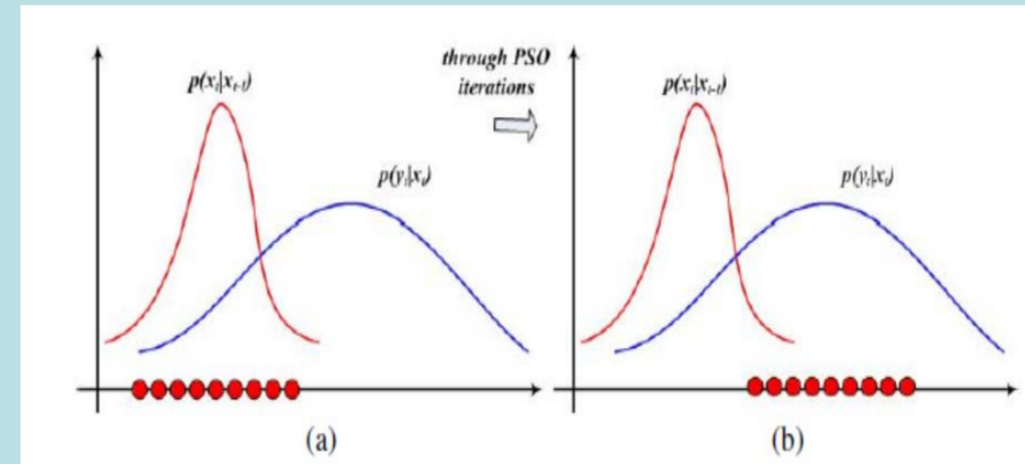 through PSO
iterations
p(xₜ|xₜ₋₁)
p(xₜ|xₜ₋₁)
p(yₜ|xₜ)
p(yₜ|xₜ)
(a)
(b)